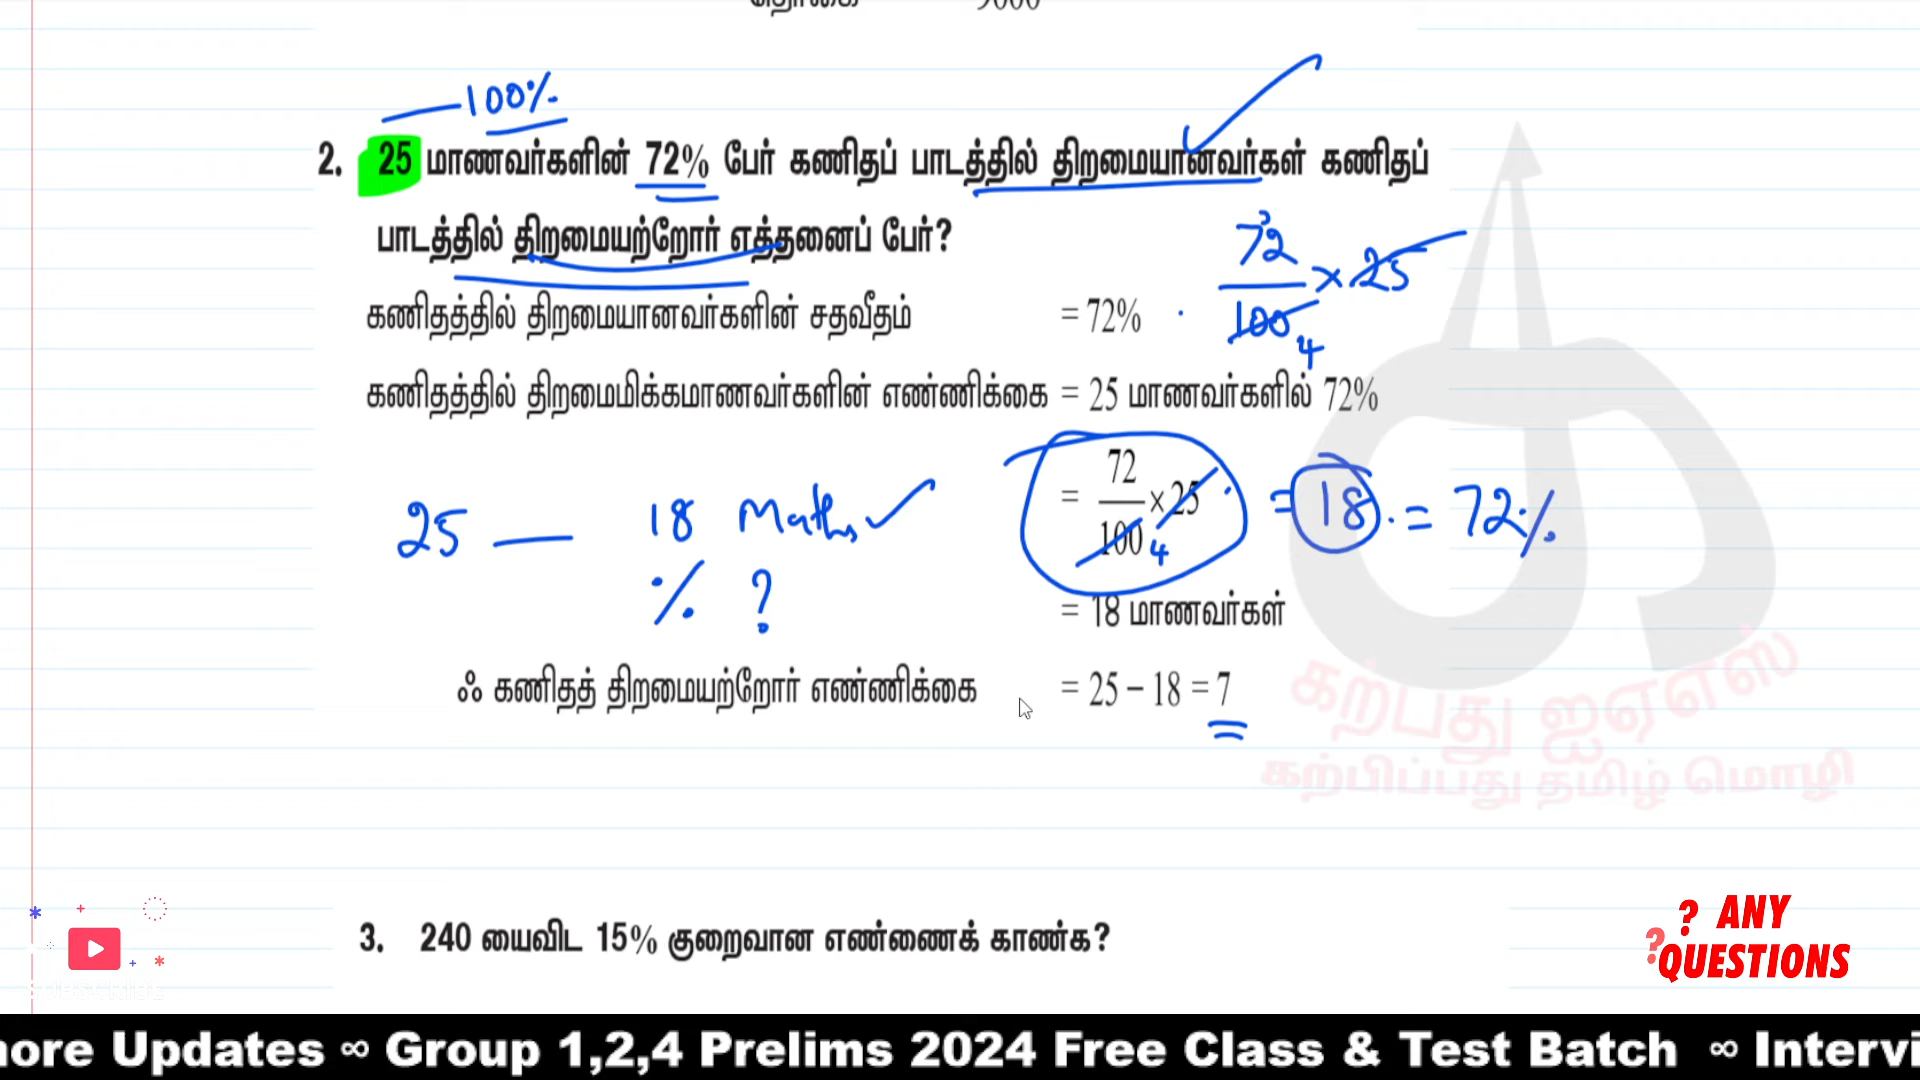 தொகை 9000
100%
2. 25 மாணவர்களின் 72% பேர் கணிதப் பாடத்தில் திறமையானவர்கள் கணிதப்
பாடத்தில் திறமையற்றோர் எத்தனைப் பேர்?
72
100 × 25
4
கணிதத்தில் திறமையானவர்களின் சதவீதம் = 72%
கணிதத்தில் திறமைமிக்கமாணவர்களின் எண்ணிக்கை = 25 மாணவர்களில் 72%
= 72/100 × 25 = 18 . = 72%
4
25 — 18 Maths
% ?
= 18 மாணவர்கள்
ஃ கணிதத் திறமையற்றோர் எண்ணிக்கை = 25 – 18 = 7
கற்பது ஐஏஎஸ்
கற்பிப்பது தமிழ் மொழி
3. 240 யைவிட 15% குறைவான எண்ணைக் காண்க?
? ANY
? QUESTIONS
SUBSCRIBE
more Updates ∞ Group 1,2,4 Prelims 2024 Free Class & Test Batch ∞ Intervi